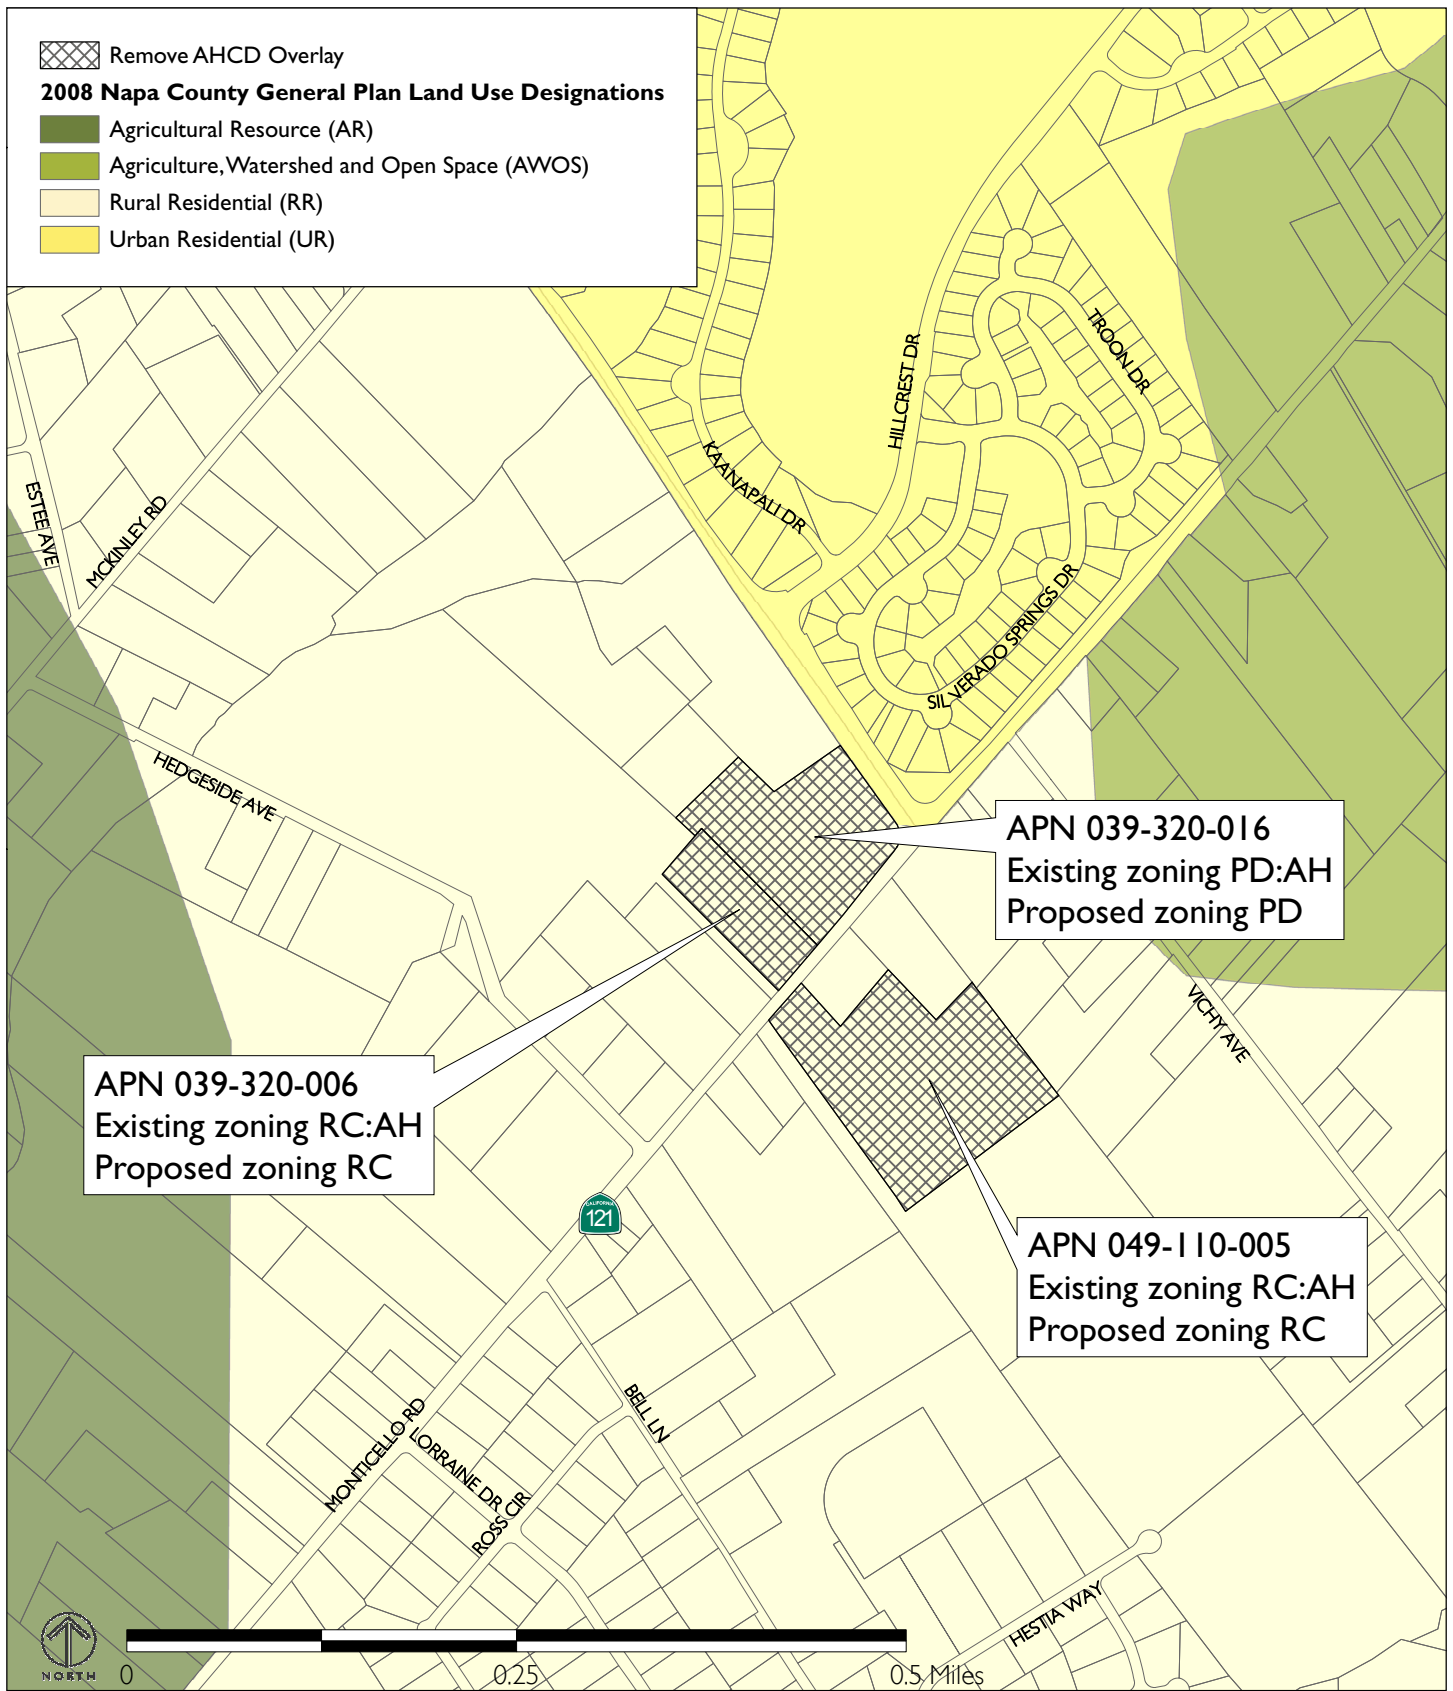 Remove AHCD Overlay
2008 Napa County General Plan Land Use Designations
Agricultural Resource (AR)
Agriculture, Watershed and Open Space (AWOS)
Rural Residential (RR)
Urban Residential (UR)
TROON DR
HILLCREST DR
KAANAPALI DR
ESTEE AVE
MCKINLEY RD
SILVERADO SPRINGS DR
HEDGESIDE AVE
APN 039-320-016
Existing zoning PD:AH
Proposed zoning PD
VICHY AVE
APN 039-320-006
Existing zoning RC:AH
Proposed zoning RC
CALIFORNIA
121
APN 049-110-005
Existing zoning RC:AH
Proposed zoning RC
BELL LN
MONTICELLO RD
LORRAINE DR
ROSS CIR
HESTIA WAY
NORTH
0 0.25 0.5 Miles